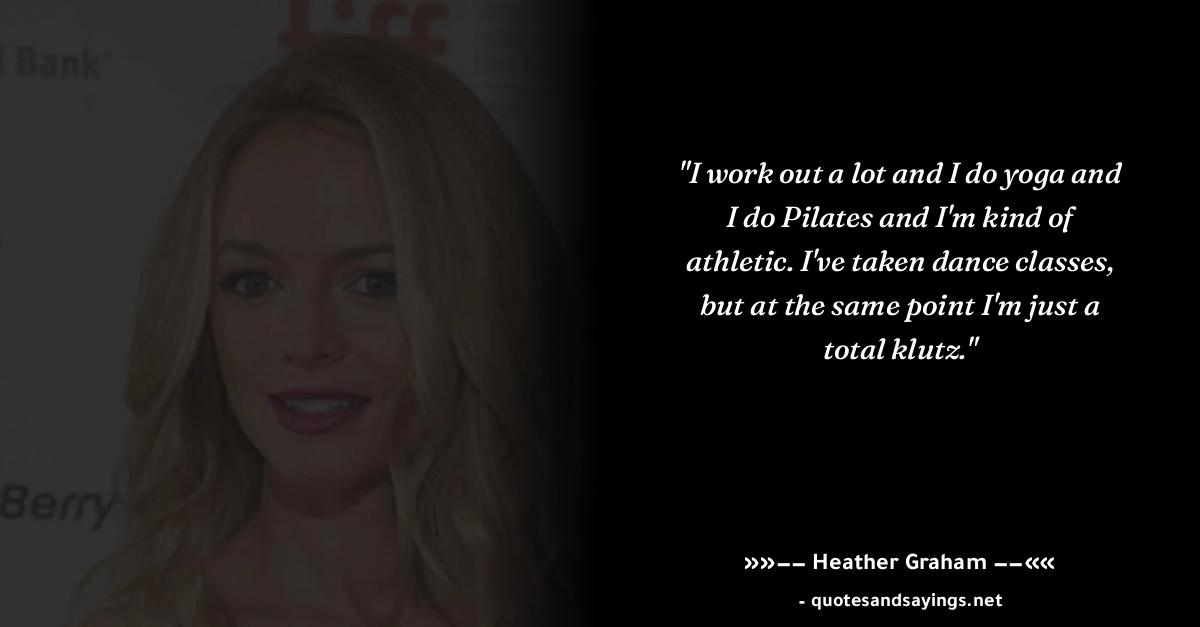 tiff
l Bank
Berry
"I work out a lot and I do yoga and
I do Pilates and I'm kind of
athletic. I've taken dance classes,
but at the same point I'm just a
total klutz."
»»−− Heather Graham −−««
- quotesandsayings.net